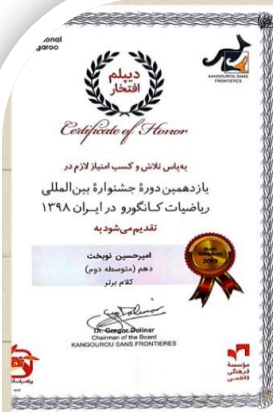 onal
garoo
KANGOUROU SANS
FRONTIERES
دیپلم
افتخار
Certificate of Honor
به‌پاس تلاش و کسب امتیاز لازم در
یازدهمین دورهٔ جشنوارهٔ بین‌المللی
ریاضیات کانگورو در ایران ۱۳۹۸
تقدیم می‌شود به
امیرحسین نوبخت
دهم (متوسطه دوم)
کلام برتر
2019
Dr. Gregor Dolinar
Chairman of the Board
KANGOUROU SANS FRONTIERES
مؤسسهٔ
فرهنگی
فاطمی